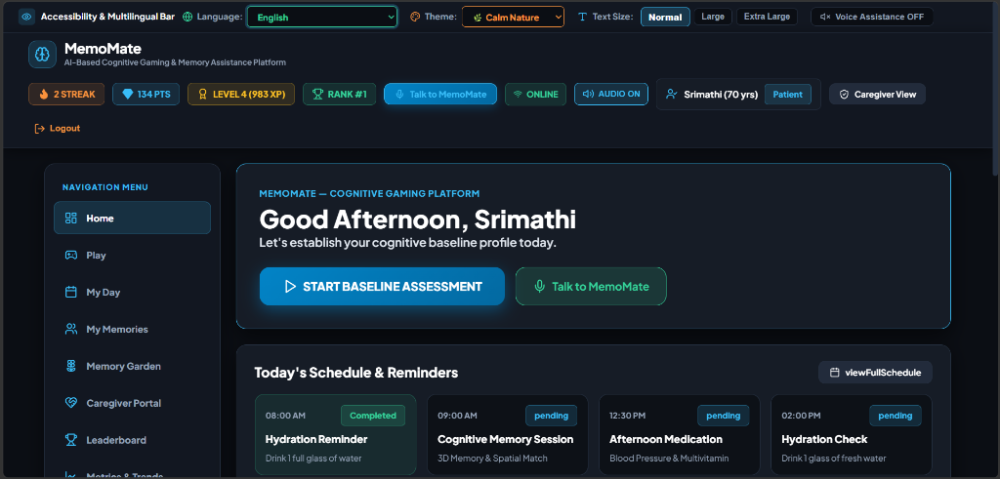 Accessibility & Multilingual Bar Language: English Theme: Calm Nature Text Size: Normal Large Extra Large Voice Assistance OFF
MemoMate
AI-Based Cognitive Gaming & Memory Assistance Platform
2 STREAK 134 PTS LEVEL 4 (983 XP) RANK #1 Talk to MemoMate ONLINE AUDIO ON Srimathi (70 yrs) Patient Caregiver View
Logout
NAVIGATION MENU
Home
Play
My Day
My Memories
Memory Garden
Caregiver Portal
Leaderboard
Metrics & Trends
MEMOMATE — COGNITIVE GAMING PLATFORM
Good Afternoon, Srimathi
Let's establish your cognitive baseline profile today.
START BASELINE ASSESSMENT Talk to MemoMate
Today's Schedule & Reminders viewFullSchedule
08:00 AM Completed
Hydration Reminder
Drink 1 full glass of water
09:00 AM pending
Cognitive Memory Session
3D Memory & Spatial Match
12:30 PM pending
Afternoon Medication
Blood Pressure & Multivitamin
02:00 PM pending
Hydration Check
Drink 1 glass of fresh water